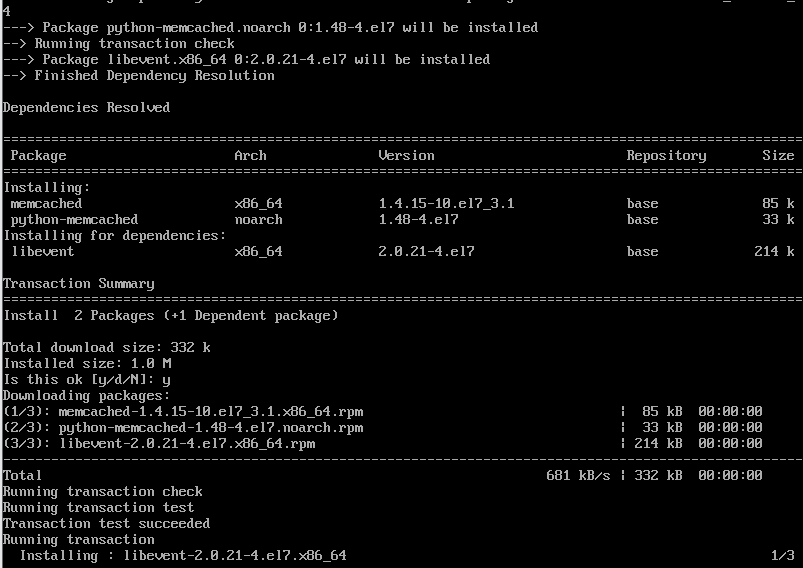 4
---> Package python-memcached.noarch 0:1.48-4.el7 will be installed
--> Running transaction check
---> Package libevent.x86_64 0:2.0.21-4.el7 will be installed
--> Finished Dependency Resolution
Dependencies Resolved
================================================================================
Package Arch Version Repository Size
================================================================================
Installing:
memcached x86_64 1.4.15-10.el7_3.1 base 85 k
python-memcached noarch 1.48-4.el7 base 33 k
Installing for dependencies:
libevent x86_64 2.0.21-4.el7 base 214 k
Transaction Summary
================================================================================
Install 2 Packages (+1 Dependent package)
Total download size: 332 k
Installed size: 1.0 M
Is this ok [y/d/N]: y
Downloading packages:
(1/3): memcached-1.4.15-10.el7_3.1.x86_64.rpm | 85 kB 00:00:00
(2/3): python-memcached-1.48-4.el7.noarch.rpm | 33 kB 00:00:00
(3/3): libevent-2.0.21-4.el7.x86_64.rpm | 214 kB 00:00:00
--------------------------------------------------------------------------------
Total 681 kB/s | 332 kB 00:00:00
Running transaction check
Running transaction test
Transaction test succeeded
Running transaction
Installing : libevent-2.0.21-4.el7.x86_64 1/3